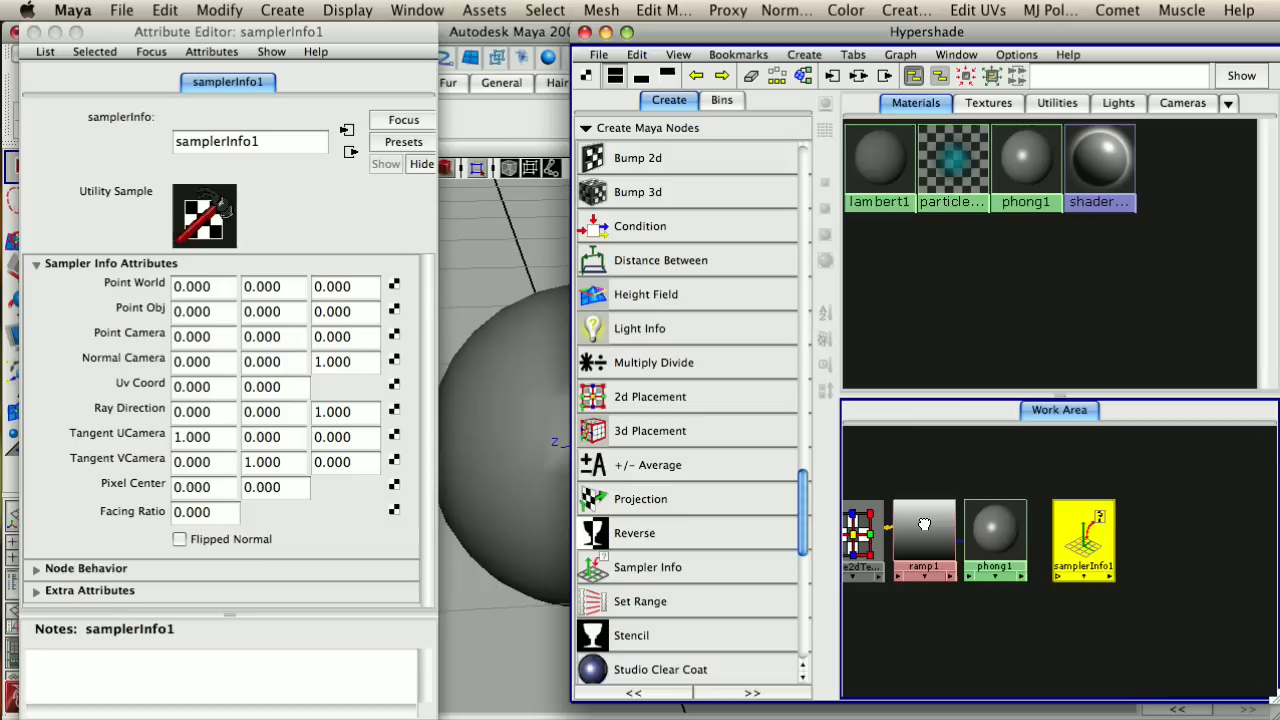 Maya File Edit Modify Create Display Window Assets Select Mesh Edit M... Proxy Norm... Color Creat... Edit UVs MJ Pol... Comet Muscle Help
Attribute Editor: samplerInfo1
List Selected Focus Attributes Show Help
samplerInfo1
samplerInfo:
samplerInfo1
Focus
Presets
Show Hide
Utility Sample
Sampler Info Attributes
Point World 0.000 0.000 0.000
Point Obj 0.000 0.000 0.000
Point Camera 0.000 0.000 0.000
Normal Camera 0.000 0.000 1.000
Uv Coord 0.000 0.000
Ray Direction 0.000 0.000 1.000
Tangent UCamera 1.000 0.000 0.000
Tangent VCamera 0.000 1.000 0.000
Pixel Center 0.000 0.000
Facing Ratio 0.000
Flipped Normal
Node Behavior
Extra Attributes
Notes: samplerInfo1
Autodesk Maya 200
Fur General Hair
z
Hypershade
File Edit View Bookmarks Create Tabs Graph Window Options Help
Show
Create Bins
Create Maya Nodes
Bump 2d
Bump 3d
Condition
Distance Between
Height Field
Light Info
Multiply Divide
2d Placement
3d Placement
+/- Average
Projection
Reverse
Sampler Info
Set Range
Stencil
Studio Clear Coat
<< >>
Materials Textures Utilities Lights Cameras
lambert1 particle... phong1 shader...
Work Area
e2dTe... ramp1 phong1 samplerInfo1
<< >>